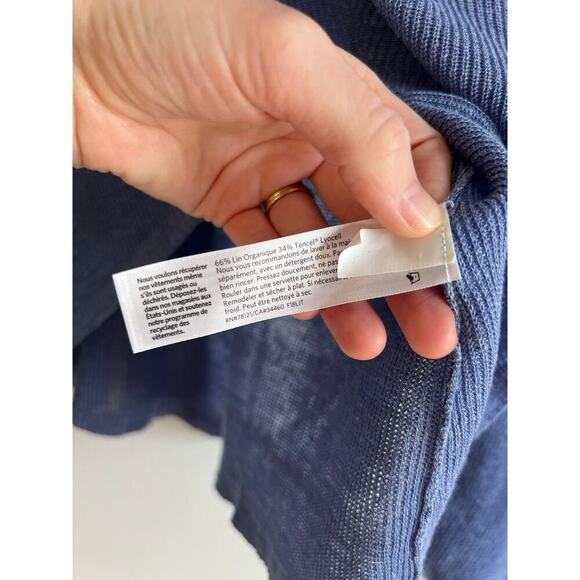 Nous voulons récupérer
nos vêtements même
s'ils sont usagés ou
déchirés. Déposez-les
dans nos magasins aux
États-Unis et soutenez
notre programme de
recyclage des
vêtements.
66% Lin Organique 34% Tencel® Lyocell
Nous vous recommandons de laver à la
séparément, avec un détergent doux.
bien rincer. Pressez doucement, ne
Rouler dans une serviette pour enlever
Remodeler et sécher à plat. Si
froid. Peut être nettoyé à sec
RN#78121/CA#34460 F18LIT